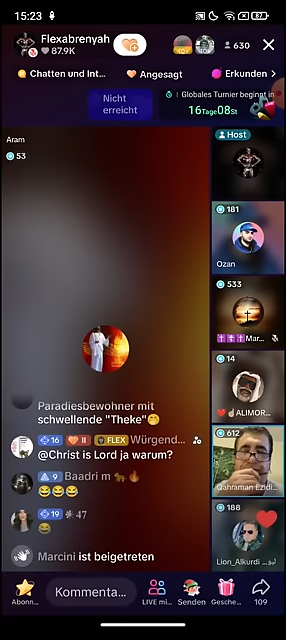 15:23
87
Flexabrenyah
87.9K
630
Chatten und Int...
Angesagt
Erkunden
Nicht
erreicht
Globales Turnier beginnt in
16Tage08St
Aram
53
Host
181
Ozan
533
Mar...
14
ALIMOR...
612
Qahraman Ezidi...
188
Lion_Alkurdi
Paradiesbewohner mit
schwellende "Theke"
16 II FLEX Würgend...
@Christ is Lord ja warum?
9 Baadri m
19 47
Marcini ist beigetreten
Abonn...
Kommenta...
LIVE mi...
Senden
Gesche...
109